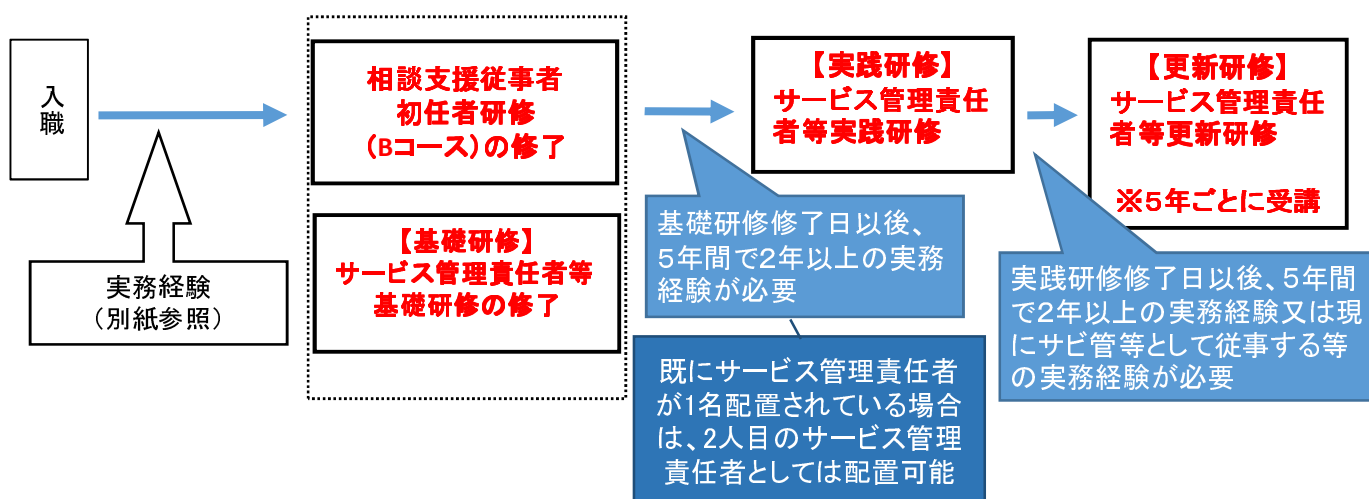 入
職
実務経験
(別紙参照)
相談支援従事者
初任者研修
(Bコース)の修了
【基礎研修】
サービス管理責任者等
基礎研修の修了
【実践研修】
サービス管理責任
者等実践研修
基礎研修修了日以後、
5年間で2年以上の実務
経験が必要
既にサービス管理責任者
が1名配置されている場合
は、2人目のサービス管理
責任者としては配置可能
【更新研修】
サービス管理責任
者等更新研修
※5年ごとに受講
実践研修修了日以後、5年間
で2年以上の実務経験又は現
にサビ管等として従事する等
の実務経験が必要